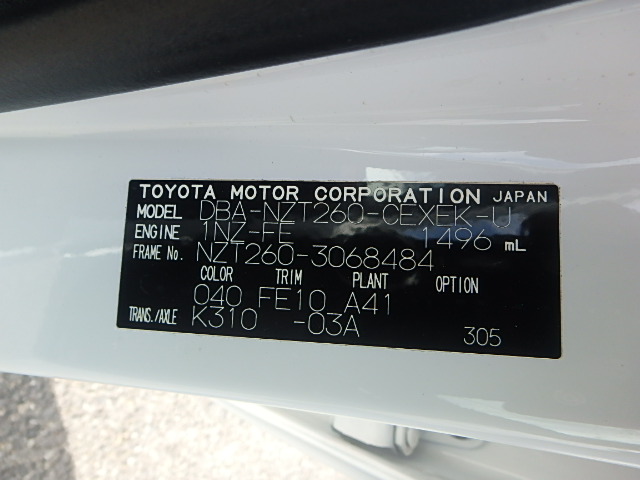 TOYOTA MOTOR CORPORATION JAPAN
MODEL DBA-NZT260-CEXEK-U
ENGINE 1NZ-FE 1496 mL
FRAME No. NZT260-3068484
COLOR TRIM PLANT OPTION
040 FE10 A41
TRANS./AXLE K310 -03A 305